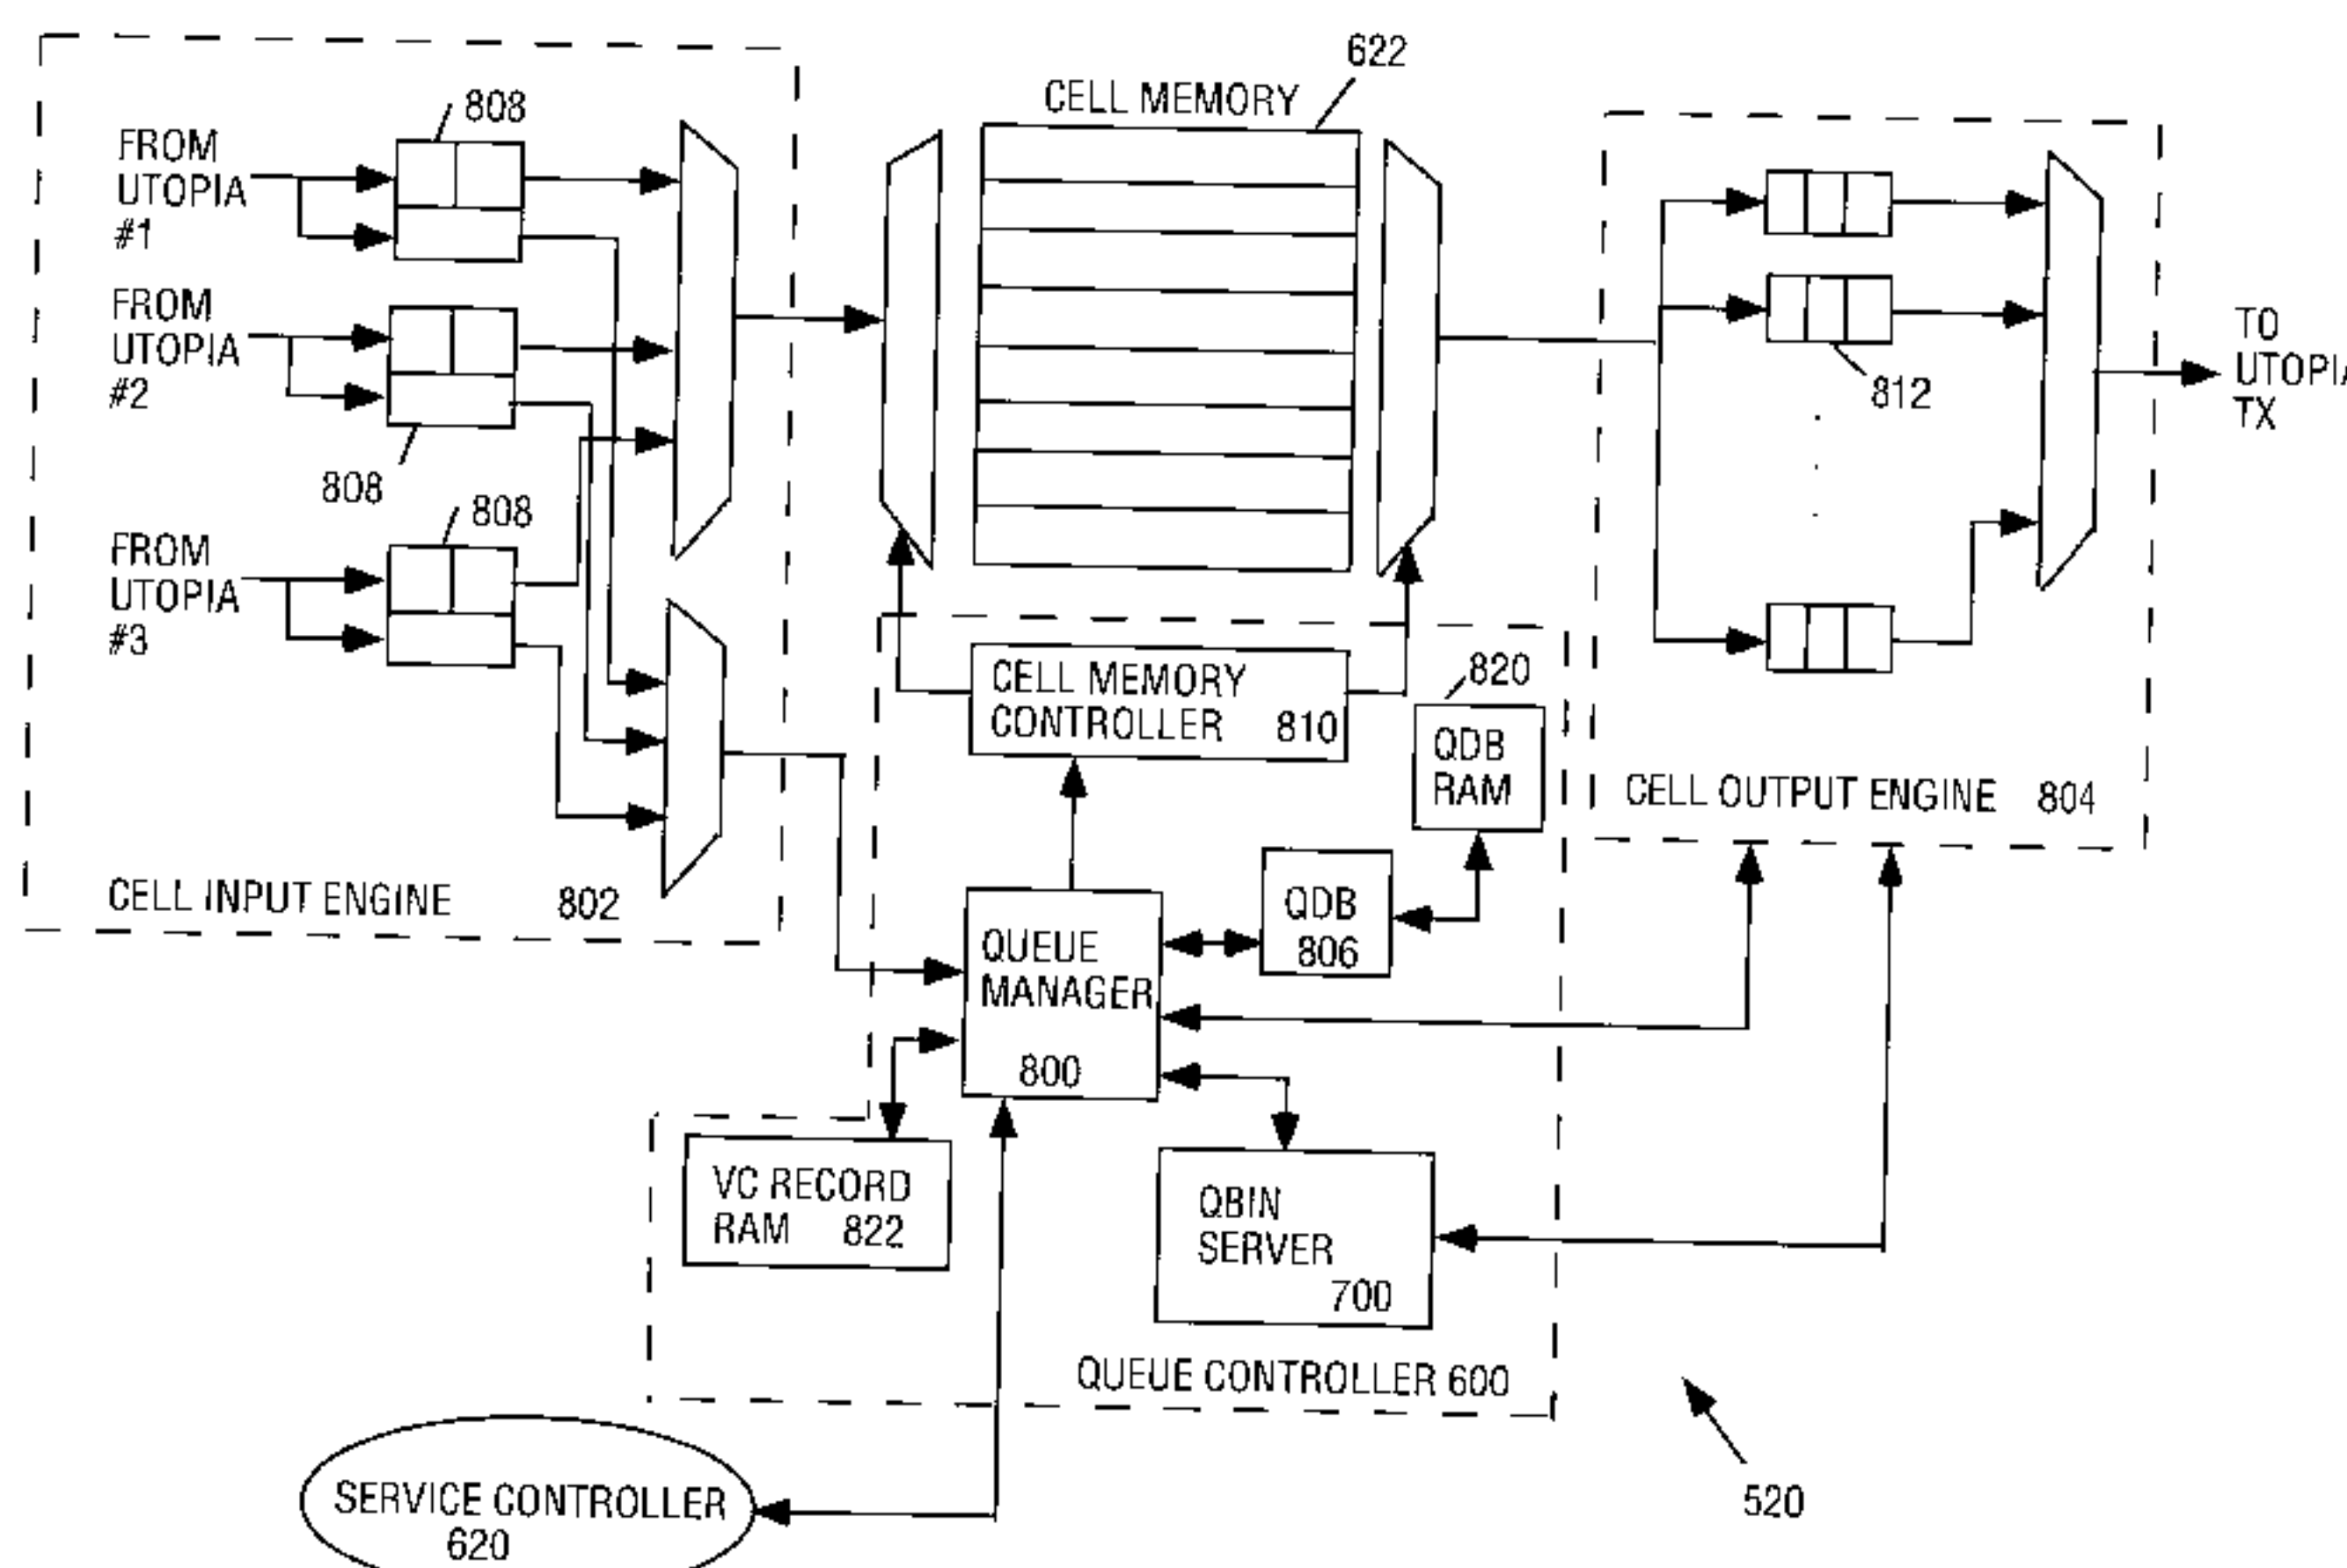 622
CELL MEMORY
808
FROM
UTOPIA
#1
FROM
UTOPIA
#2
808
FROM
UTOPIA
#3
808
812
TO
UTOPIA
TX
CELL MEMORY
CONTROLLER 810
820
QDB
RAM
CELL OUTPUT ENGINE 804
CELL INPUT ENGINE 802
QDB
806
QUEUE
MANAGER
800
VC RECORD
RAM 822
QBIN
SERVER
700
QUEUE CONTROLLER 600
520
SERVICE CONTROLLER
620